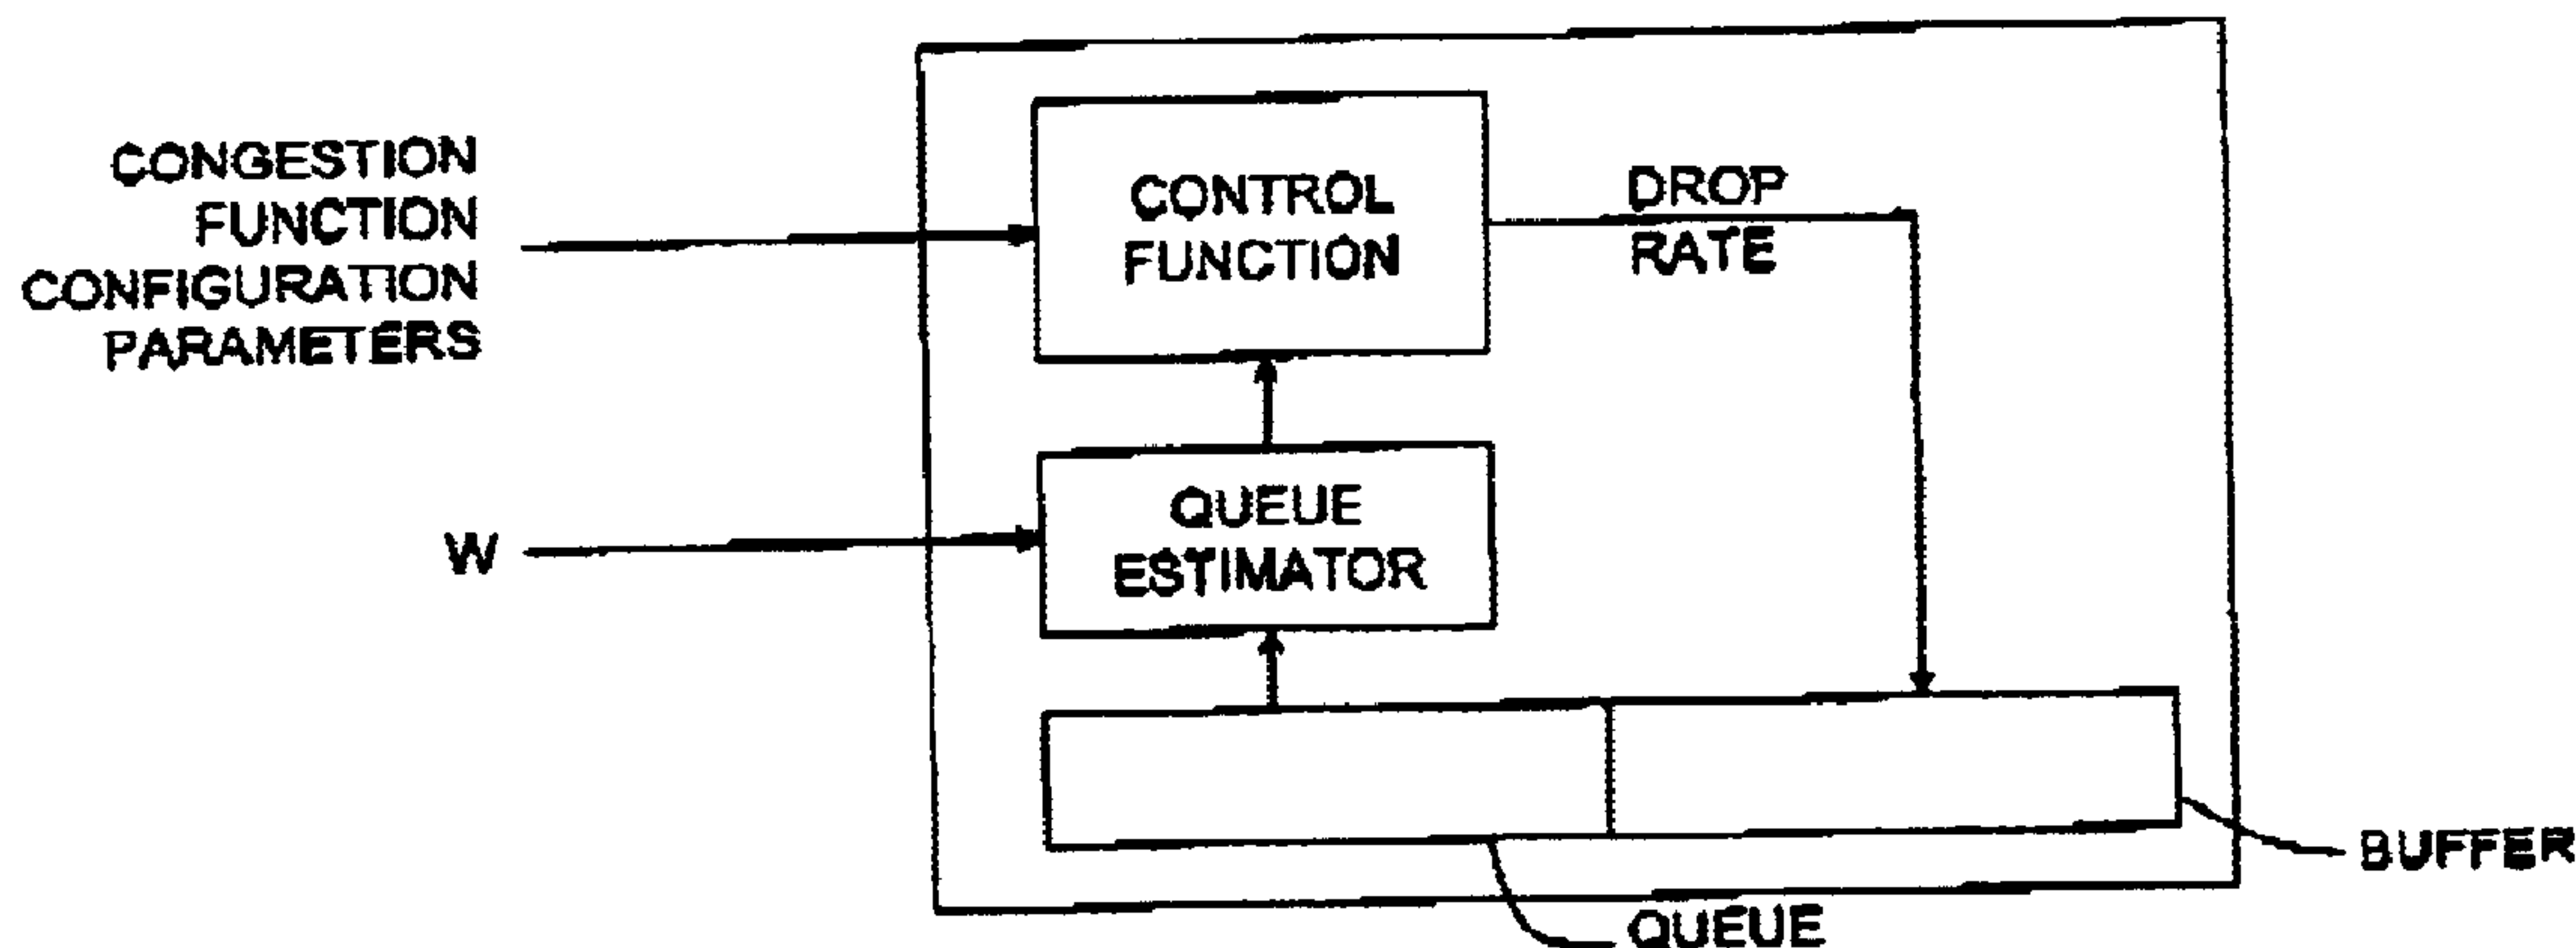 CONGESTION
FUNCTION
CONFIGURATION
PARAMETERS
CONTROL
FUNCTION
DROP
RATE
W
QUEUE
ESTIMATOR
BUFFER
QUEUE